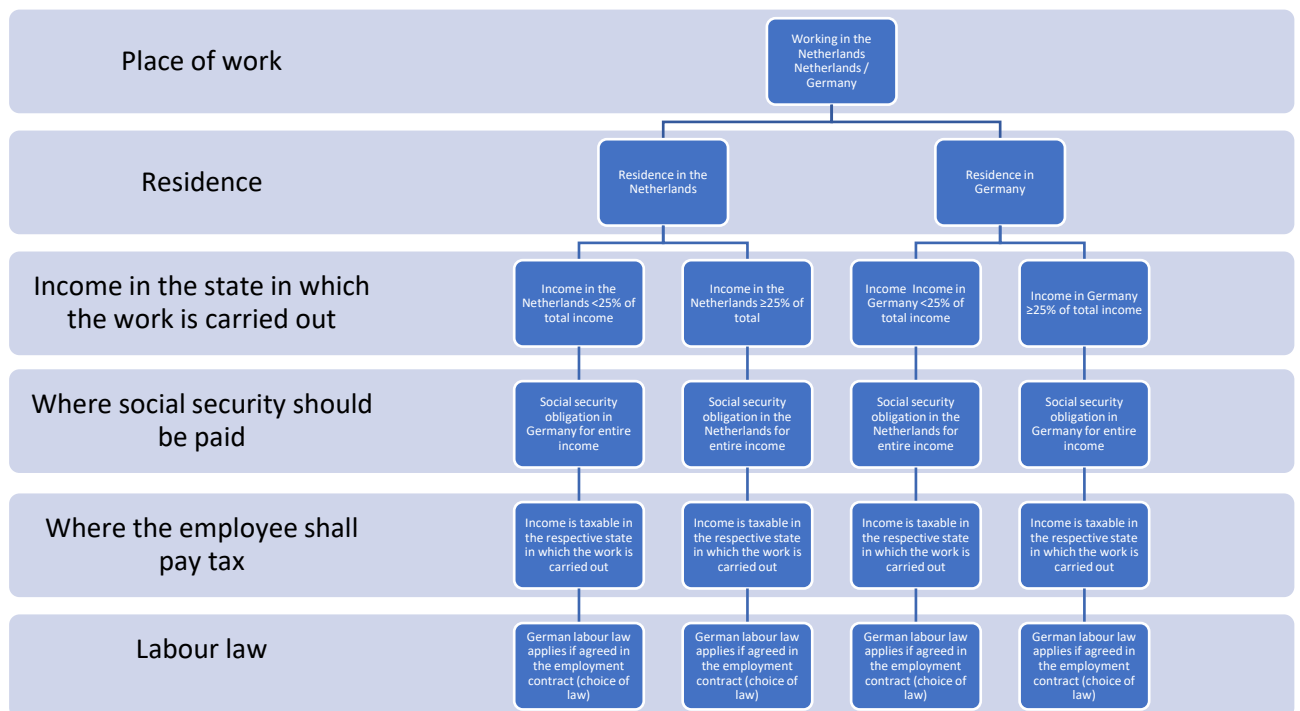 Place of work
Working in the
Netherlands
Netherlands /
Germany
Residence
Residence in the
Netherlands
Residence in
Germany
Income in the state in which
the work is carried out
Income in the
Netherlands <25% of
total income
Income in the
Netherlands ≥25% of
total
Income  Income in
Germany <25% of
total income
Income in Germany
≥25% of total income
Where social security should
be paid
Social security
obligation in
Germany for entire
income
Social security
obligation in the
Netherlands for
entire income
Social security
obligation in the
Netherlands for
entire income
Social security
obligation in
Germany for entire
income
Where the employee shall
pay tax
Income is taxable in
the respective state
in which the work is
carried out
Income is taxable in
the respective state
in which the work is
carried out
Income is taxable in
the respective state
in which the work is
carried out
Income is taxable in
the respective state
in which the work is
carried out
Labour law
German labour law
applies if agreed in
the employment
contract (choice of
law)
German labour law
applies if agreed in
the employment
contract (choice of
law)
German labour law
applies if agreed in
the employment
contract (choice of
law)
German labour law
applies if agreed in
the employment
contract (choice of
law)